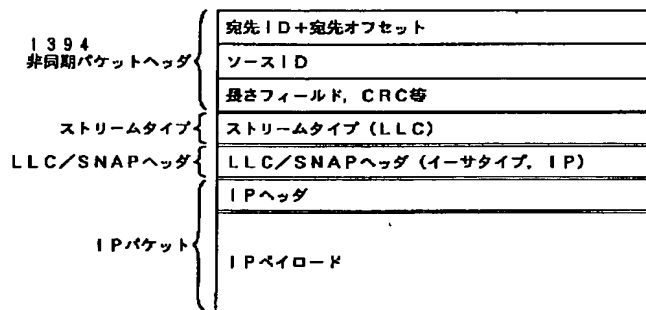 1394
非同期パケットヘッダ
宛先ID+宛先オフセット
ソースID
長さフィールド,CRC等
ストリームタイプ
ストリームタイプ(LLC)
LLC/SNAPヘッダ
LLC/SNAPヘッダ(イーサタイプ,IP)
IPパケット
IPヘッダ
IPペイロード